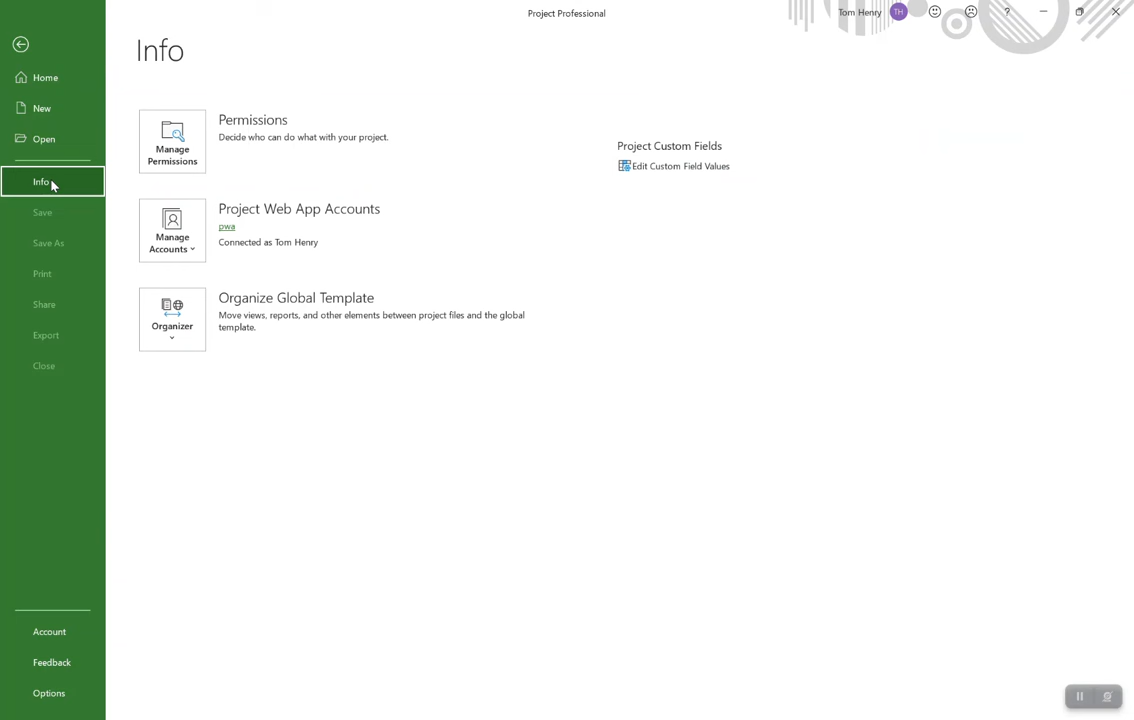 Project Professional
Tom Henry
TH
?
Info
Home
New
Open
Info
Save
Save As
Print
Share
Export
Close
Account
Feedback
Options
Manage
Permissions
Permissions
Decide who can do what with your project.
Manage
Accounts
Project Web App Accounts
pwa
Connected as Tom Henry
Organizer
Organize Global Template
Move views, reports, and other elements between project files and the global
template.
Project Custom Fields
Edit Custom Field Values